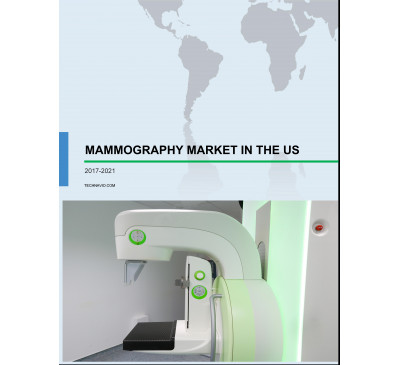 MAMMOGRAPHY MARKET IN THE US
2017-2021
TECHNAVIO.COM